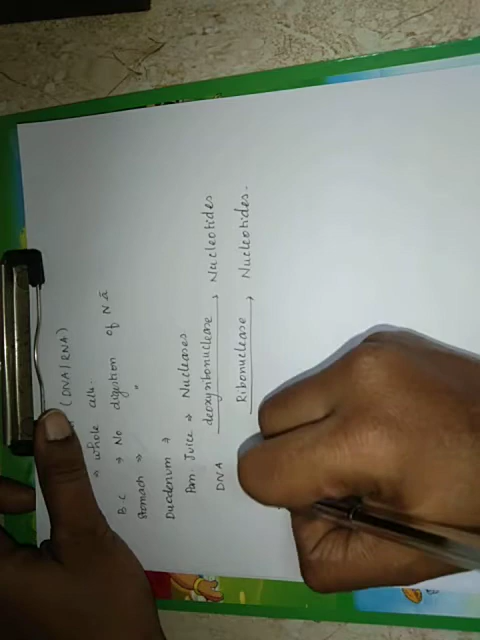 (DNA/RNA)
→ whole cell.
B.C → No digestion of N Ā
Stomach → "
Duodenum →
Pan Juice → Nucleases
DNA deoxyribonuclease → Nucleotides
Ribonuclease → Nucleotides.